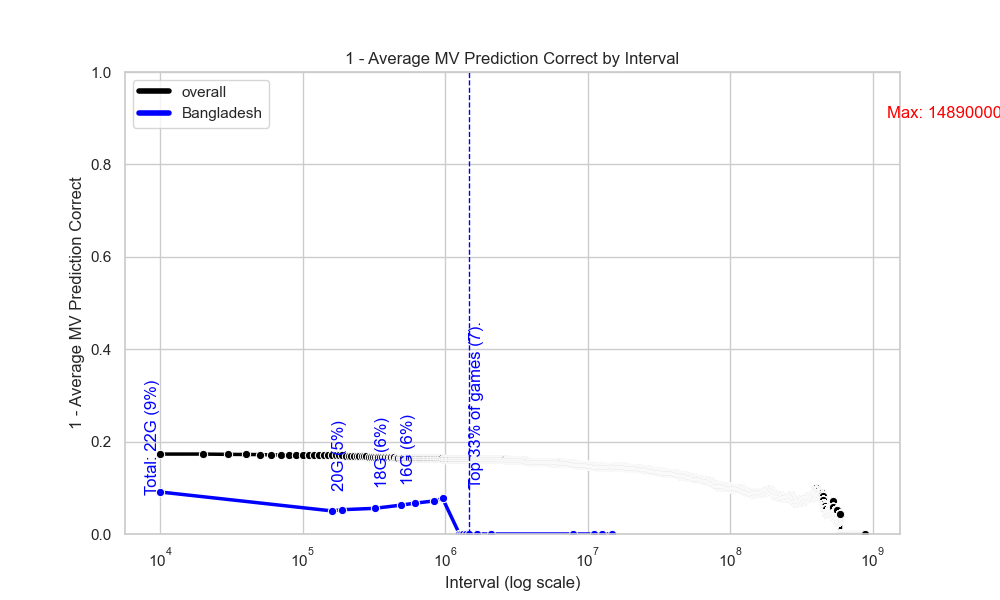 1 - Average MV Prediction Correct by Interval
1.0
0.8
0.6
0.4
0.2
0.0
1 - Average MV Prediction Correct
overall
Bangladesh
Max: 14890000
Total: 22G (9%)
20G (5%)
18G (6%)
16G (6%)
Top 33% of games (7).
10^4
10^5
10^6
10^7
10^8
10^9
Interval (log scale)